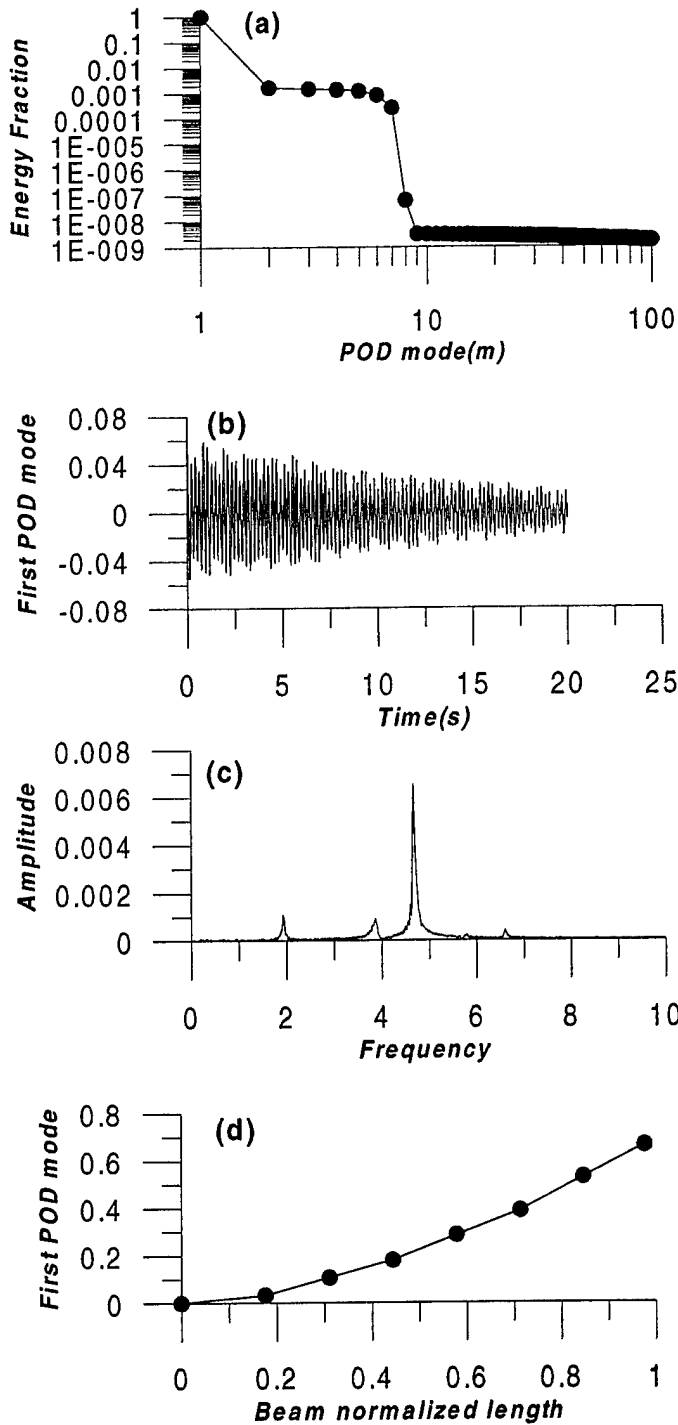 (a)
Energy Fraction
1
0.1
0.01
0.001
0.0001
1E-005
1E-006
1E-007
1E-008
1E-009
1 10 100
POD mode(m)
(b)
First POD mode
0.08
0.04
0
-0.04
-0.08
0 5 10 15 20 25
Time(s)
(c)
Amplitude
0.008
0.006
0.004
0.002
0
0 2 4 6 8 10
Frequency
(d)
First POD mode
0.8
0.6
0.4
0.2
0
0 0.2 0.4 0.6 0.8 1
Beam normalized length